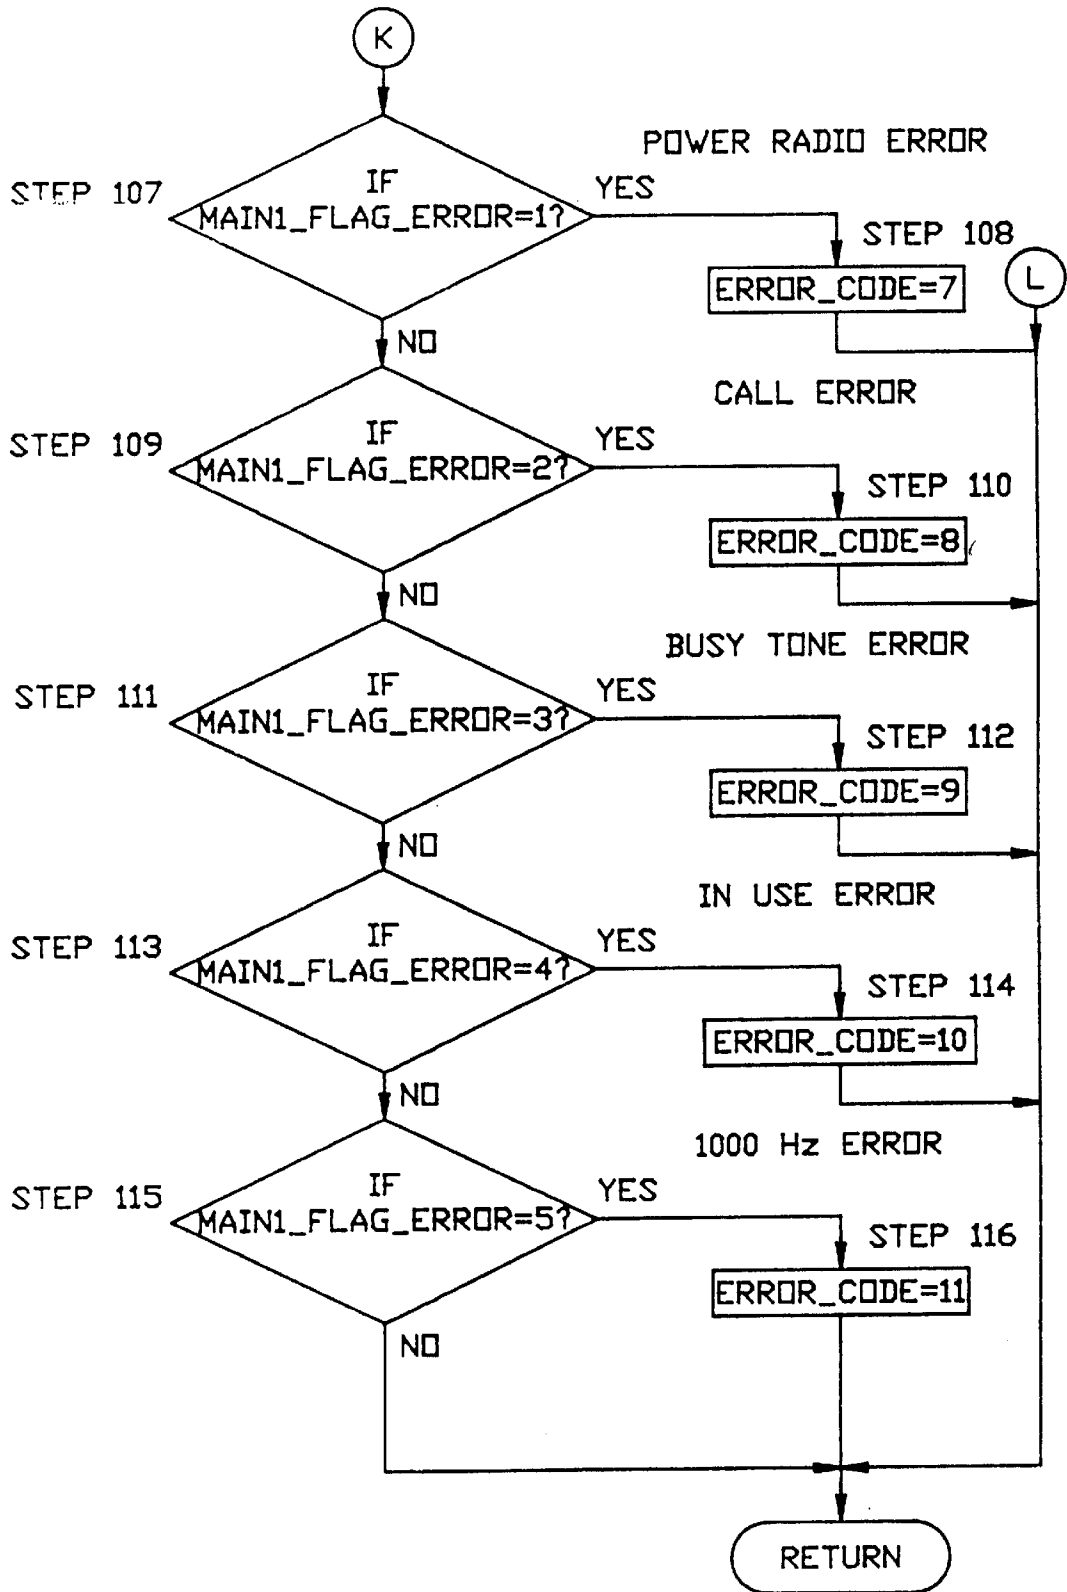 K
POWER RADIO ERROR
STEP 107
IF
MAIN1_FLAG_ERROR=1?
YES
STEP 108
ERROR_CODE=7
L
NO
CALL ERROR
STEP 109
IF
MAIN1_FLAG_ERROR=2?
YES
STEP 110
ERROR_CODE=8
NO
BUSY TONE ERROR
STEP 111
IF
MAIN1_FLAG_ERROR=3?
YES
STEP 112
ERROR_CODE=9
NO
IN USE ERROR
STEP 113
IF
MAIN1_FLAG_ERROR=4?
YES
STEP 114
ERROR_CODE=10
NO
1000 Hz ERROR
STEP 115
IF
MAIN1_FLAG_ERROR=5?
YES
STEP 116
ERROR_CODE=11
NO
RETURN